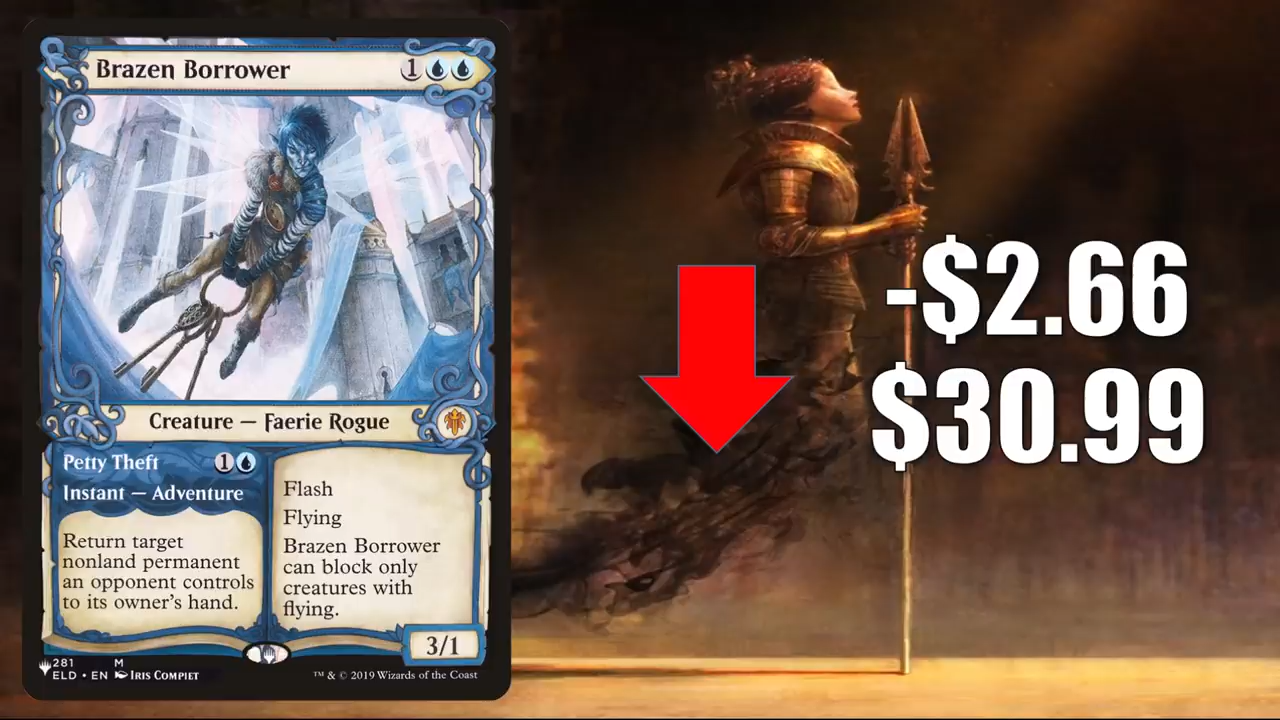 Brazen Borrower 1
Creature — Faerie Rogue
Petty Theft 1
Instant — Adventure
Return target
nonland permanent
an opponent controls
to its owner's hand.
Flash
Flying
Brazen Borrower
can block only
creatures with
flying.
3/1
281 M
ELD • EN Iris Compiet
™ & © 2019 Wizards of the Coast
-$2.66
$30.99